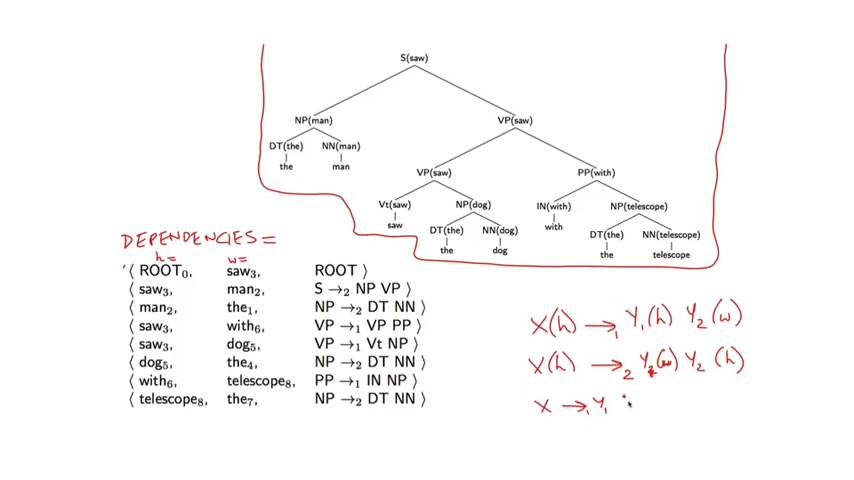 S(saw)
NP(man) VP(saw)
DT(the) NN(man) VP(saw) PP(with)
the man Vt(saw) NP(dog) IN(with) NP(telescope)
saw DT(the) NN(dog) with DT(the) NN(telescope)
the dog the telescope
DEPENDENCIES =
h= w=
⟨ ROOT₀, saw₃, ROOT ⟩
⟨ saw₃, man₂, S →₂ NP VP ⟩
⟨ man₂, the₁, NP →₂ DT NN ⟩
⟨ saw₃, with₆, VP →₁ VP PP ⟩
⟨ saw₃, dog₅, VP →₁ Vt NP ⟩
⟨ dog₅, the₄, NP →₂ DT NN ⟩
⟨ with₆, telescope₈, PP →₁ IN NP ⟩
⟨ telescope₈, the₇, NP →₂ DT NN ⟩
X(h) →₁ Y₁(h) Y₂(w)
X(h) →₂ (w) Y₂ (h)
X →₁ Y₁